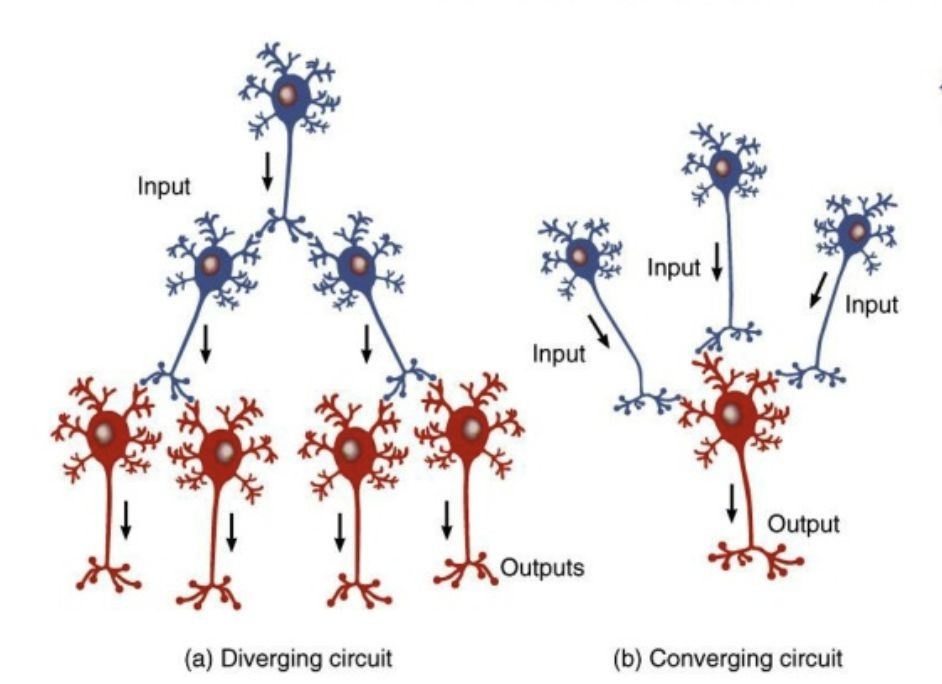 Input
Outputs
(a) Diverging circuit
Input
Input
Input
Output
(b) Converging circuit